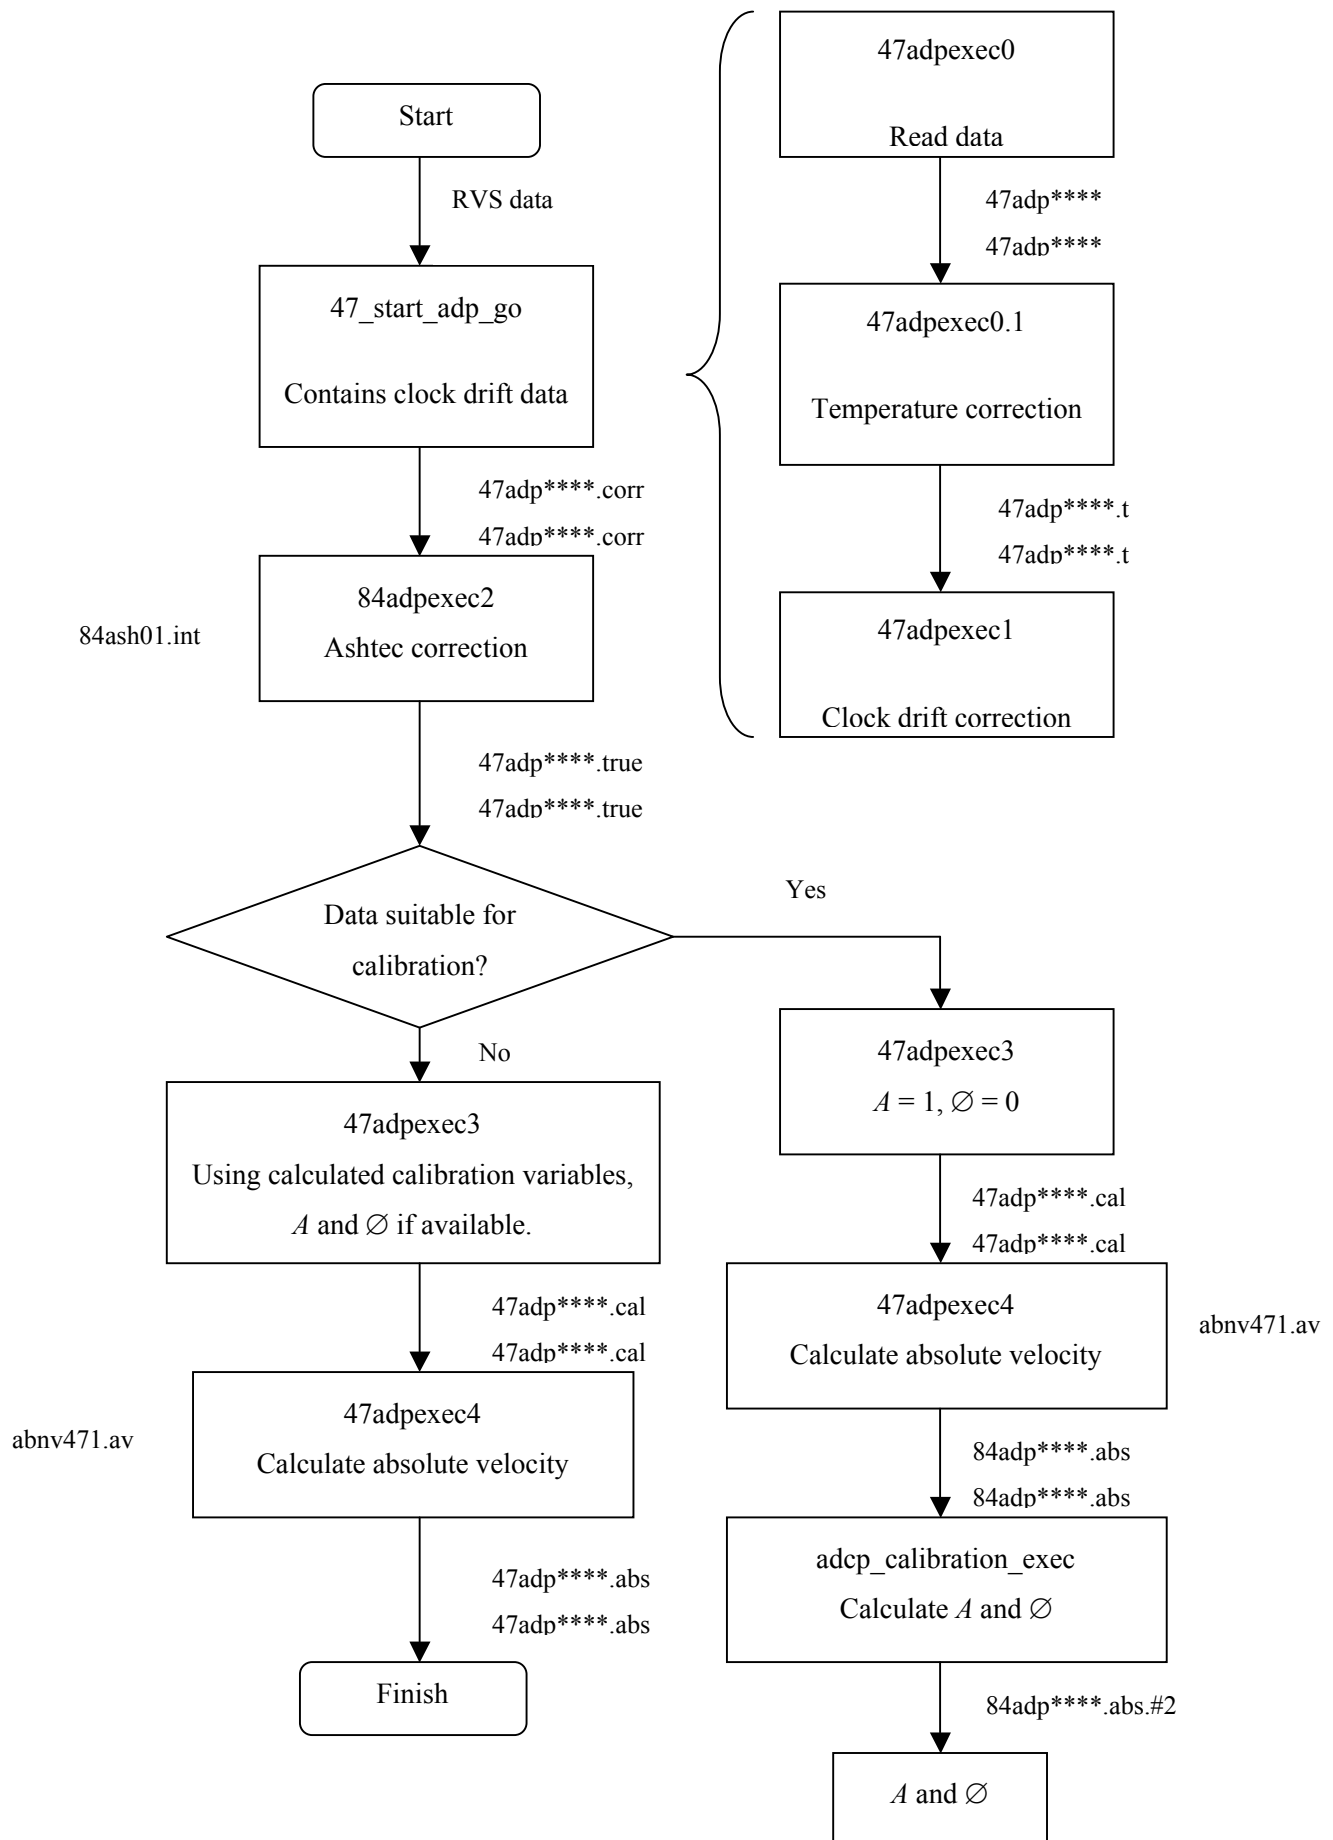 Start
RVS data
47_start_adp_go
Contains clock drift data
47adp****.corr
47adp****.corr
84ash01.int
84adpexec2
Ashtec correction
47adp****.true
47adp****.true
Data suitable for
calibration?
Yes
No
47adpexec3
Using calculated calibration variables,
A and ∅ if available.
47adp****.cal
47adp****.cal
abnv471.av
47adpexec4
Calculate absolute velocity
47adp****.abs
47adp****.abs
Finish
47adpexec0
Read data
47adp****
47adp****
47adpexec0.1
Temperature correction
47adp****.t
47adp****.t
47adpexec1
Clock drift correction
47adpexec3
A = 1, ∅ = 0
47adp****.cal
47adp****.cal
47adpexec4
Calculate absolute velocity
abnv471.av
84adp****.abs
84adp****.abs
adcp_calibration_exec
Calculate A and ∅
84adp****.abs.#2
A and ∅